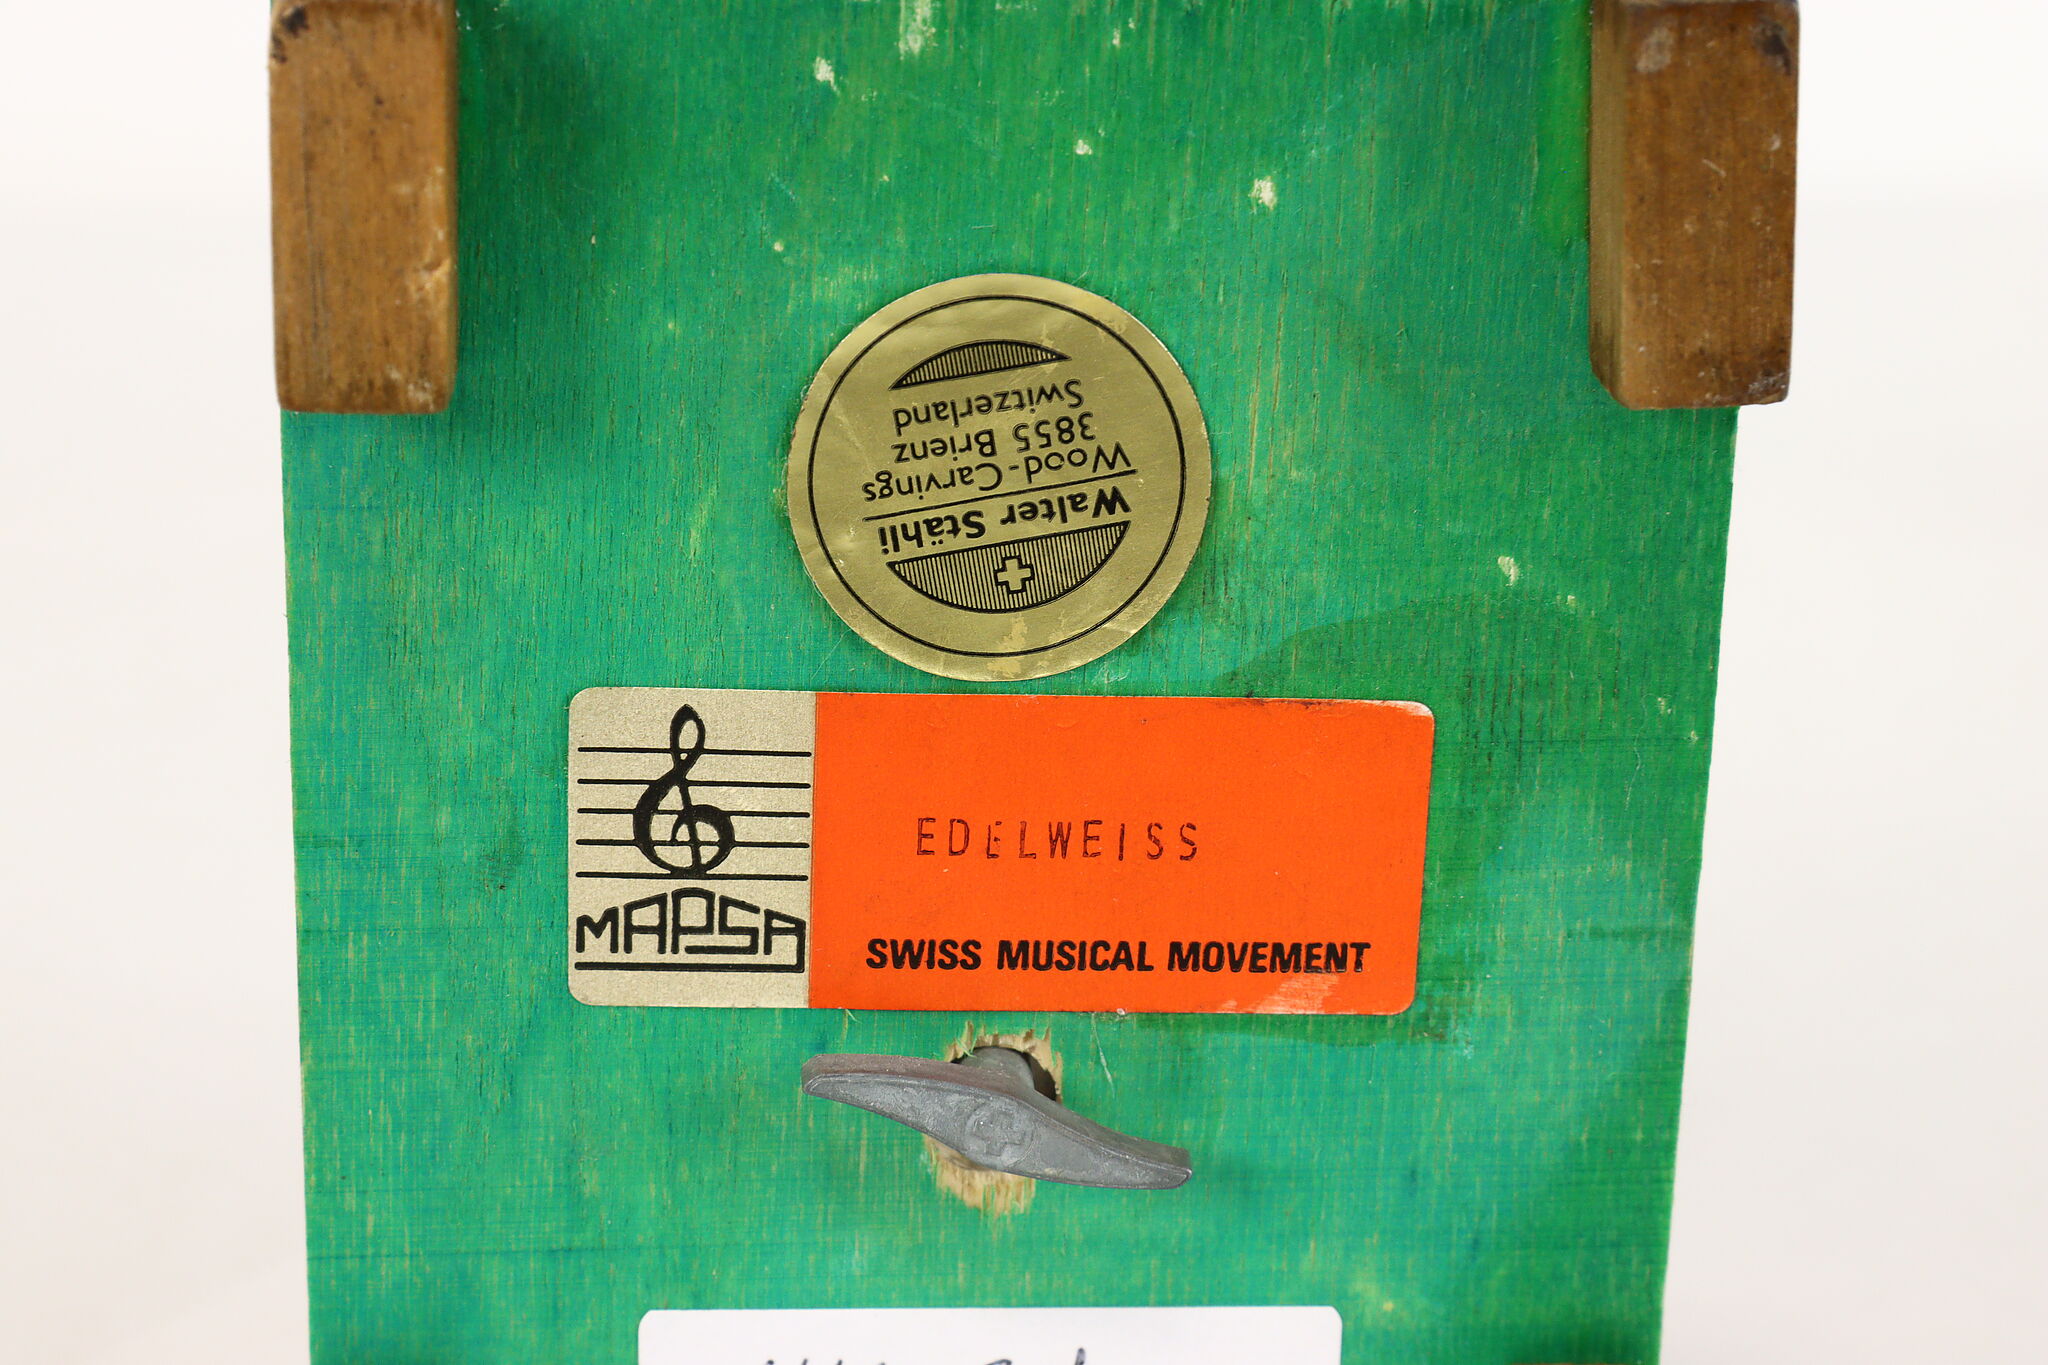 Walter Stähli
Wood-Carvings
3855 Brienz
Switzerland
EDELWEISS
MAPSA
SWISS MUSICAL MOVEMENT